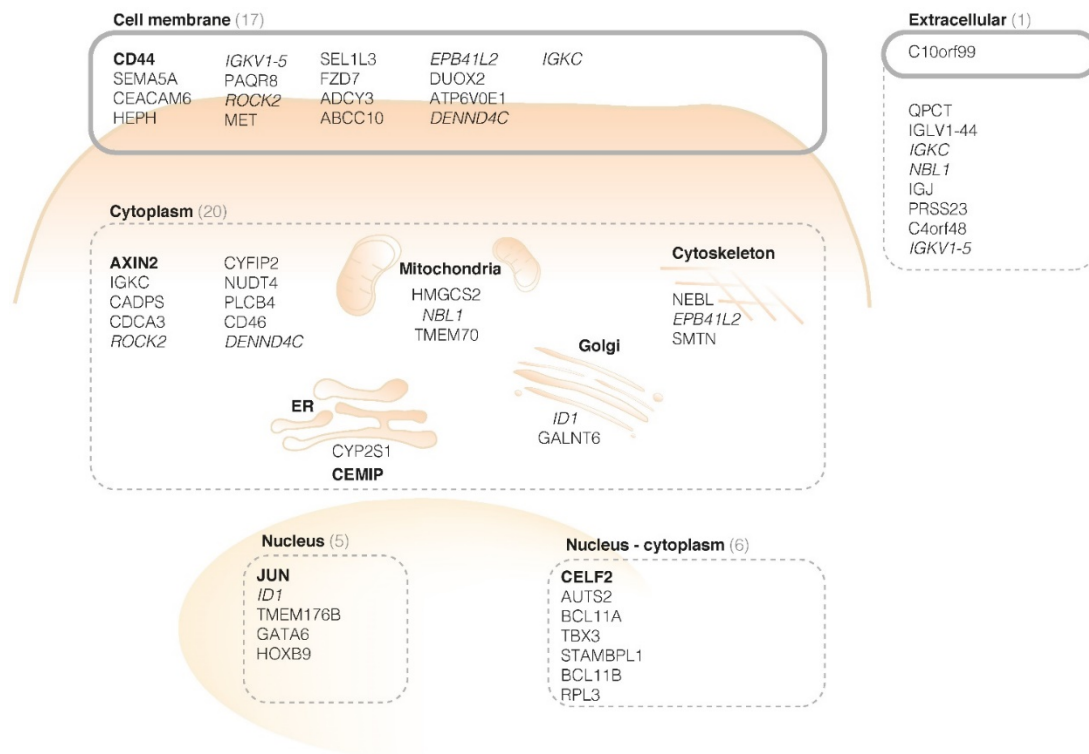 Cell membrane (17)
CD44
SEMA5A
CEACAM6
HEPH
IGKV1-5
PAQR8
ROCK2
MET
SEL1L3
FZD7
ADCY3
ABCC10
EPB41L2
DUOX2
ATP6V0E1
DENND4C
IGKC
Extracellular (1)
C10orf99
QPCT
IGLV1-44
IGKC
NBL1
IGJ
PRSS23
C4orf48
IGKV1-5
Cytoplasm (20)
AXIN2
IGKC
CADPS
CDCA3
ROCK2
CYFIP2
NUDT4
PLCB4
CD46
DENND4C
Mitochondria
HMGCS2
NBL1
TMEM70
Cytoskeleton
NEBL
EPB41L2
SMTN
Golgi
ID1
GALNT6
ER
CYP2S1
CEMIP
Nucleus (5)
JUN
ID1
TMEM176B
GATA6
HOXB9
Nucleus - cytoplasm (6)
CELF2
AUTS2
BCL11A
TBX3
STAMBPL1
BCL11B
RPL3